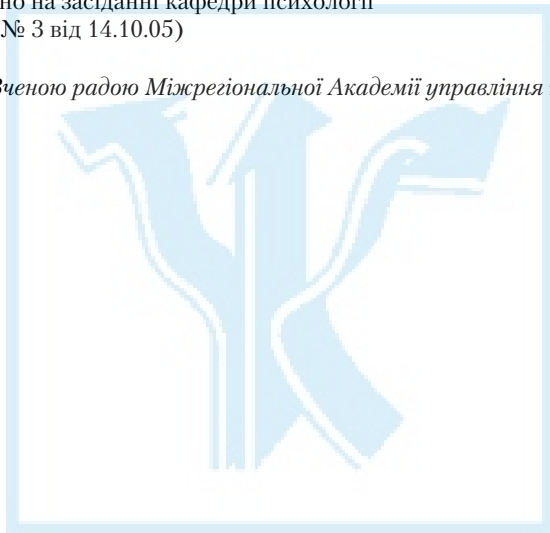 но на засіданні кафедри психології
№ 3 від 14.10.05)
Вченою радою Міжрегіональної Академії управління